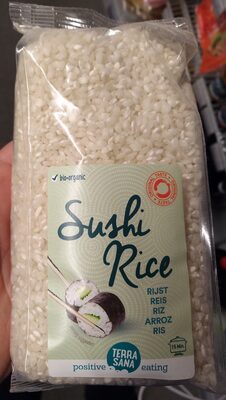 bio-organic
Sushi
Rice
RIJST
REIS
RIZ
ARROZ
RIS
TERRA
SANA
positive eating